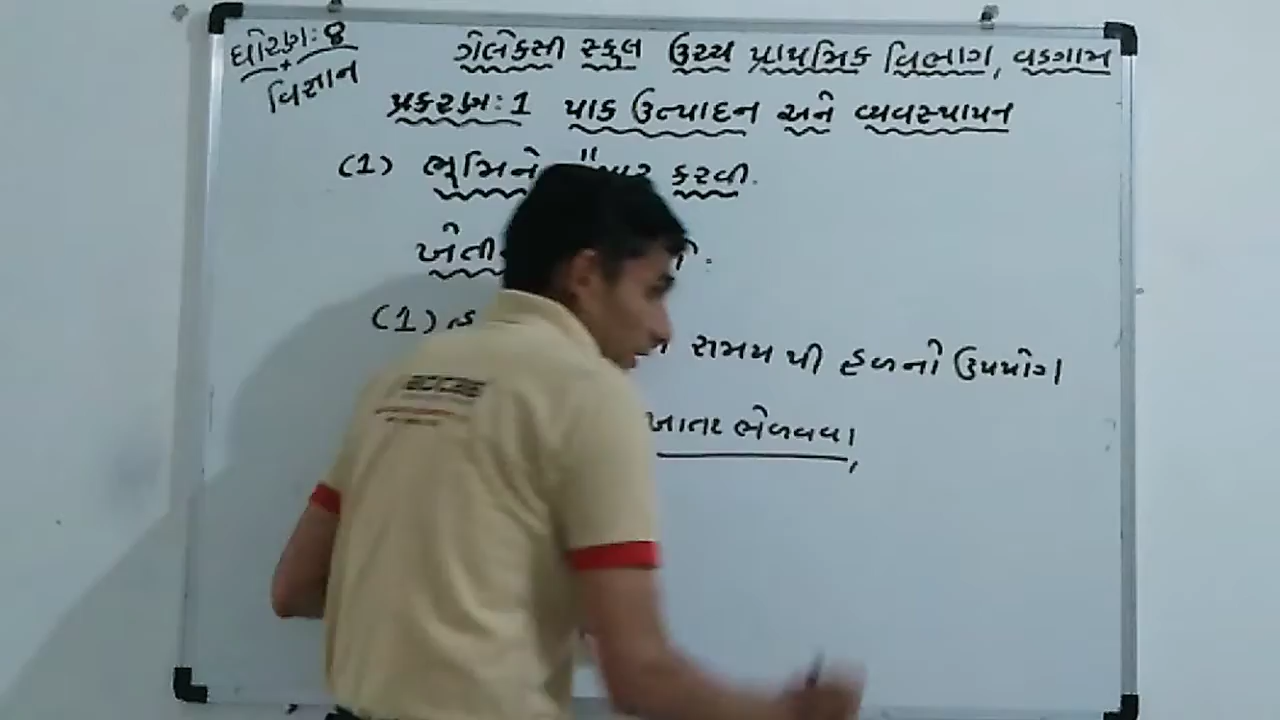 ધોરણ: 8
વિજ્ઞાન
ગેલેક્સી સ્કૂલ ઉચ્ચ પ્રાથમિક વિભાગ, વડગામ
પ્રકરણ: 1 પાક ઉત્પાદન અને વ્યવસ્થાપન
(1) ભૂમિને કરવી.
(1)
સમય થી હળનો ઉપયોગ
ખાતર ભેળવવા,